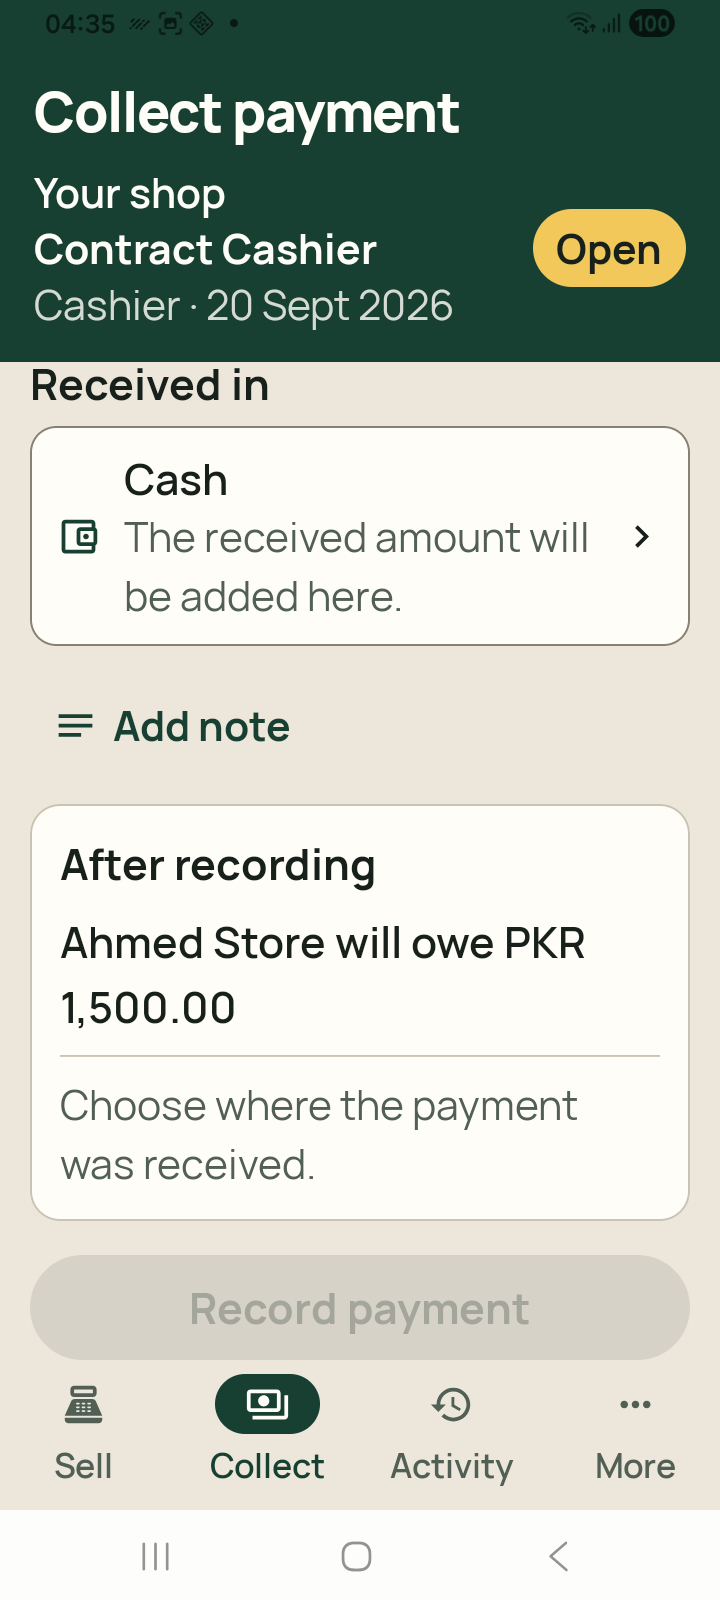 04:35
100
Collect payment
Your shop
Contract Cashier
Open
Cashier · 20 Sept 2026
Received in
Cash
The received amount will
be added here.
Add note
After recording
Ahmed Store will owe PKR
1,500.00
Choose where the payment
was received.
Record payment
Sell
Collect
Activity
More